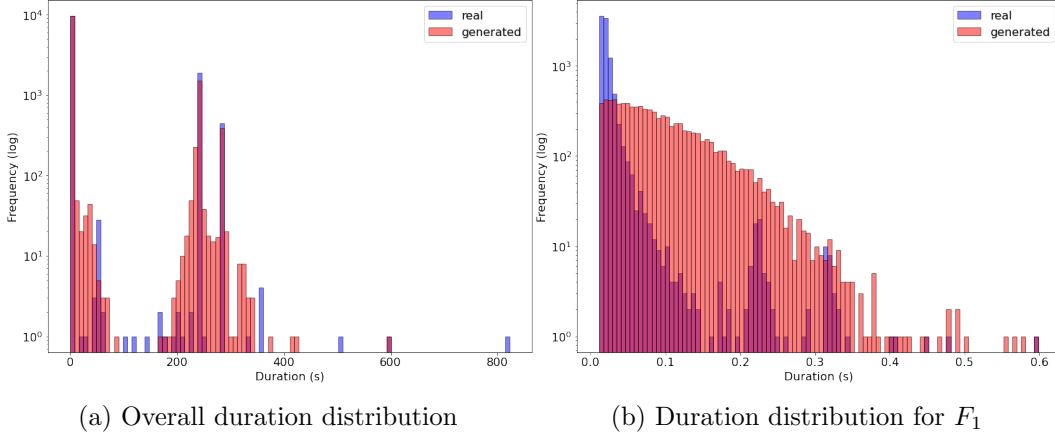 real
generated
10^4
10^3
10^2
10^1
10^0
Frequency (log)
0 200 400 600 800
Duration (s)
(a) Overall duration distribution
real
generated
10^3
10^2
10^1
10^0
Frequency (log)
0.0 0.1 0.2 0.3 0.4 0.5 0.6
Duration (s)
(b) Duration distribution for F_1